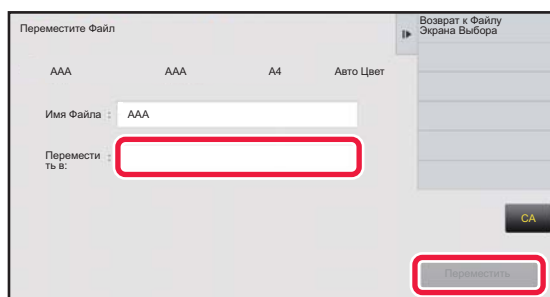 Переместите Файл
Возврат к Файлу
Экрана Выбора
AAA AAA A4 Авто Цвет
Имя Файла : AAA
Перемести :
ть в:
CA
Переместить